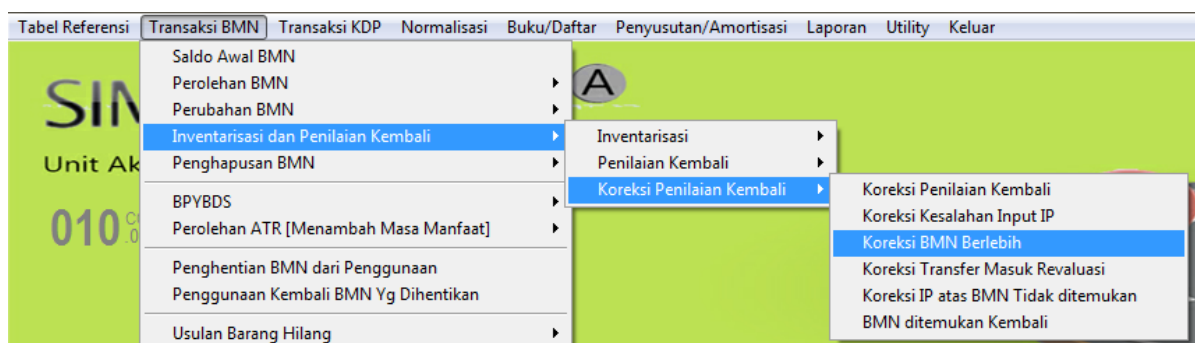 Tabel Referensi Transaksi BMN Transaksi KDP Normalisasi Buku/Daftar Penyusutan/Amortisasi Laporan Utility Keluar
Saldo Awal BMN
Perolehan BMN
Perubahan BMN
Inventarisasi dan Penilaian Kembali
Penghapusan BMN
BPYBDS
Perolehan ATR [Menambah Masa Manfaat]
Penghentian BMN dari Penggunaan
Penggunaan Kembali BMN Yg Dihentikan
Usulan Barang Hilang
Inventarisasi
Penilaian Kembali
Koreksi Penilaian Kembali
Koreksi Penilaian Kembali
Koreksi Kesalahan Input IP
Koreksi BMN Berlebih
Koreksi Transfer Masuk Revaluasi
Koreksi IP atas BMN Tidak ditemukan
BMN ditemukan Kembali
A
Unit
010